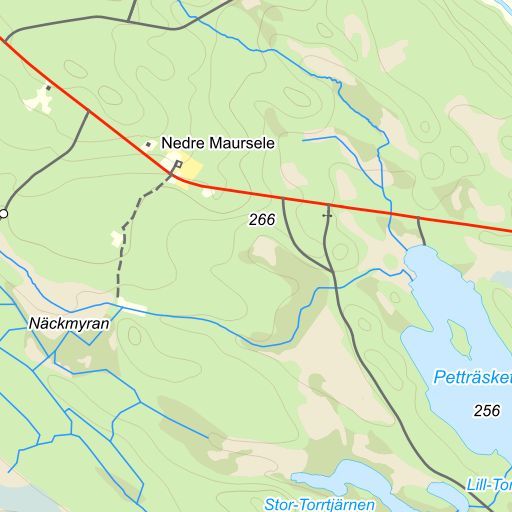 Nedre Maursele
266
Näckmyran
Petträsket
256
Lill-Tor
Stor-Torrtjärnen